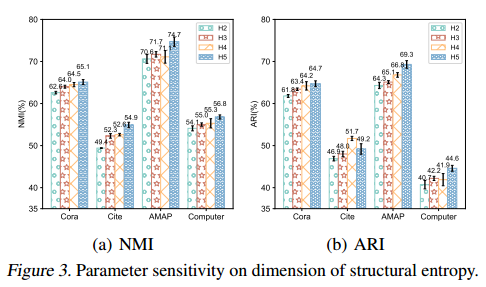 80
70
60
50
40
35
NMI(%)
62.6
64.0
64.5
65.1
49.4
52.3
52.6
54.9
70.6
71.7
71.1
74.7
54.1
55.0
55.3
56.8
H2
H3
H4
H5
Cora Cite AMAP Computer
(a) NMI
80
70
60
50
40
35
ARI(%)
61.8
63.4
64.2
64.7
46.9
48.0
51.7
49.2
64.3
65.1
66.8
69.3
40.7
42.2
41.9
44.6
H2
H3
H4
H5
Cora Cite AMAP Computer
(b) ARI
Figure 3. Parameter sensitivity on dimension of structural entropy.